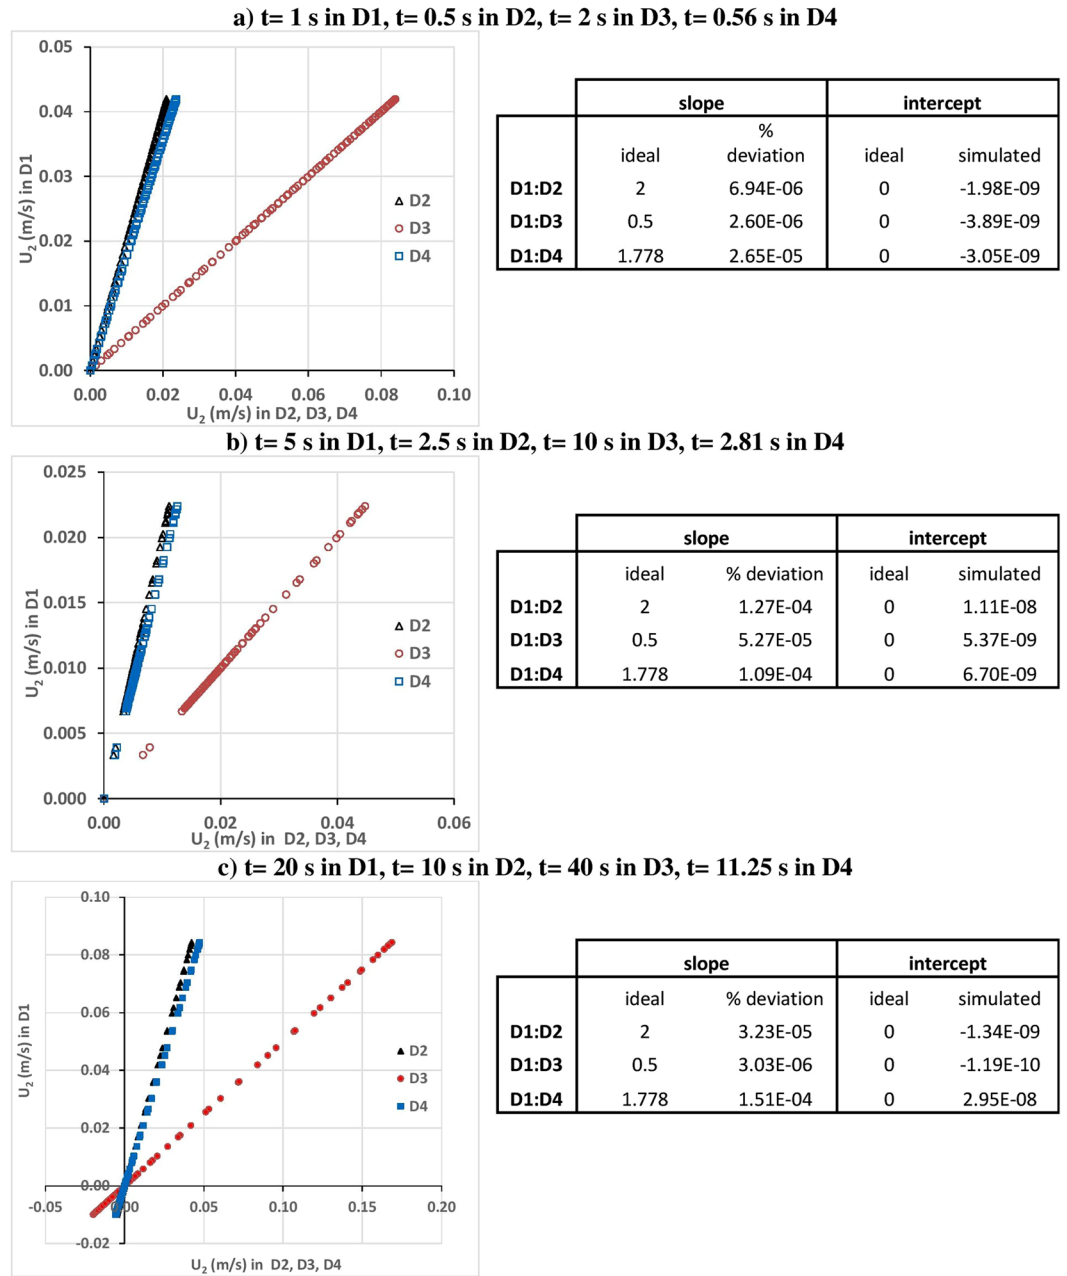 a) t= 1 s in D1, t= 0.5 s in D2, t= 2 s in D3, t= 0.56 s in D4
0.05
0.04
0.03
0.02
0.01
0.00
U2 (m/s) in D1
D2
D3
D4
0.00 0.02 0.04 0.06 0.08 0.10
U2 (m/s) in D2, D3, D4
slope intercept
%
ideal deviation ideal simulated
D1:D2 2 6.94E-06 0 -1.98E-09
D1:D3 0.5 2.60E-06 0 -3.89E-09
D1:D4 1.778 2.65E-05 0 -3.05E-09
b) t= 5 s in D1, t= 2.5 s in D2, t= 10 s in D3, t= 2.81 s in D4
0.025
0.020
0.015
0.010
0.005
0.000
U2 (m/s) in D1
D2
D3
D4
0.00 0.02 0.04 0.06
U2 (m/s) in D2, D3, D4
slope intercept
ideal % deviation ideal simulated
D1:D2 2 1.27E-04 0 1.11E-08
D1:D3 0.5 5.27E-05 0 5.37E-09
D1:D4 1.778 1.09E-04 0 6.70E-09
c) t= 20 s in D1, t= 10 s in D2, t= 40 s in D3, t= 11.25 s in D4
0.10
0.08
0.06
0.04
0.02
0.00
-0.02
U2 (m/s) in D1
D2
D3
D4
-0.05 0.00 0.05 0.10 0.15 0.20
U2 (m/s) in D2, D3, D4
slope intercept
ideal % deviation ideal simulated
D1:D2 2 3.23E-05 0 -1.34E-09
D1:D3 0.5 3.03E-06 0 -1.19E-10
D1:D4 1.778 1.51E-04 0 2.95E-08